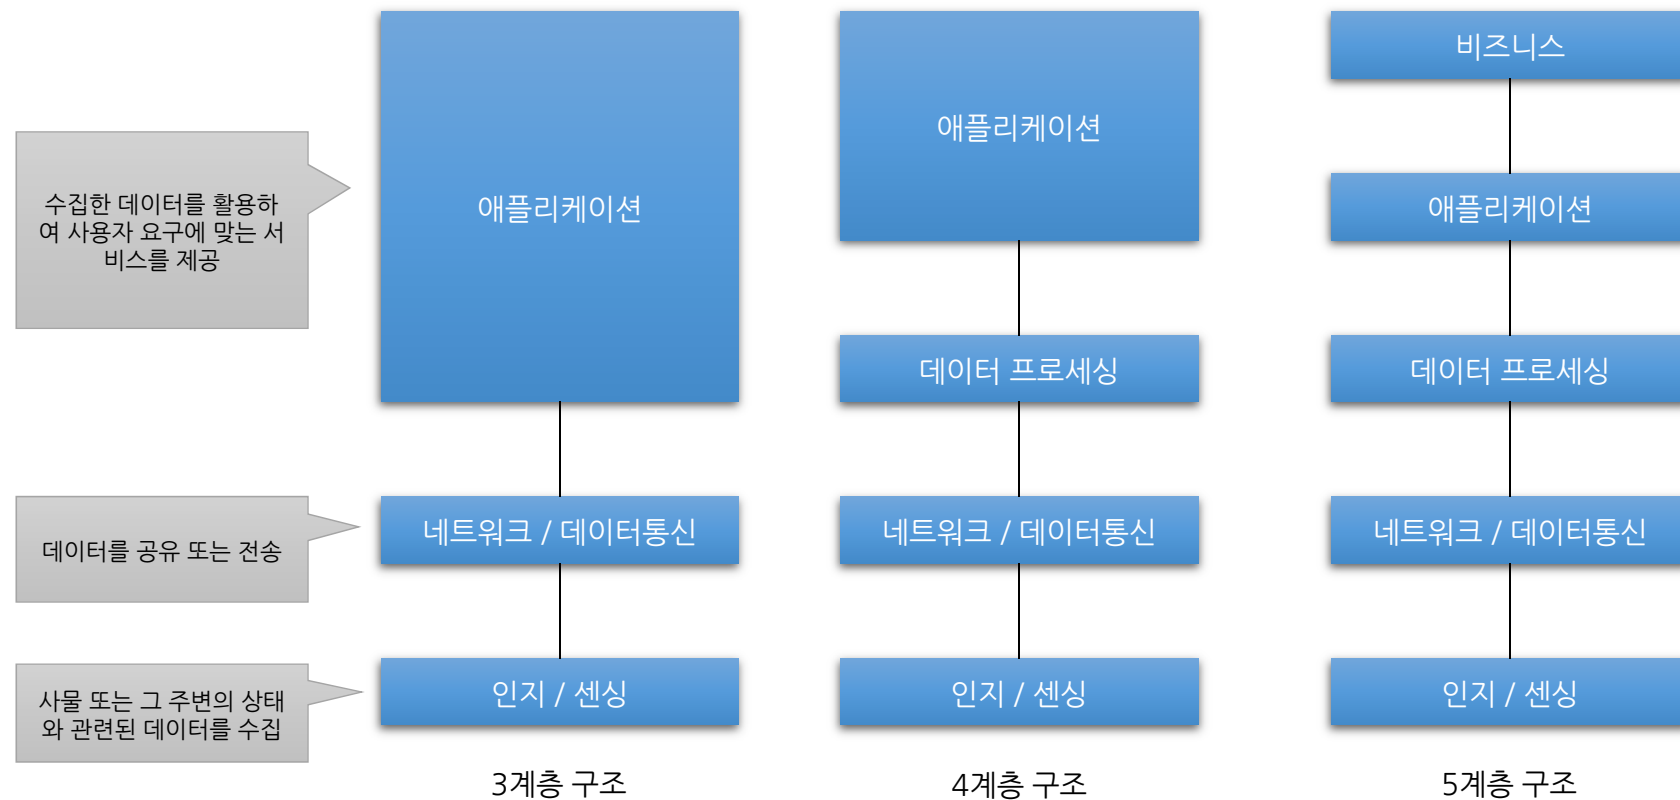 수집한 데이터를 활용하
여 사용자 요구에 맞는 서
비스를 제공
데이터를 공유 또는 전송
사물 또는 그 주변의 상태
와 관련된 데이터를 수집
애플리케이션
네트워크 / 데이터통신
인지 / 센싱
3계층 구조
애플리케이션
데이터 프로세싱
네트워크 / 데이터통신
인지 / 센싱
4계층 구조
비즈니스
애플리케이션
데이터 프로세싱
네트워크 / 데이터통신
인지 / 센싱
5계층 구조